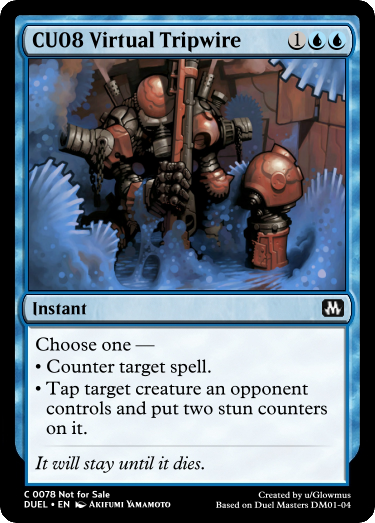 CU08 Virtual Tripwire 1
Instant
Choose one —
• Counter target spell.
• Tap target creature an opponent
controls and put two stun counters
on it.
It will stay until it dies.
C 0078 Not for Sale
DUEL • EN Akifumi Yamamoto
Created by u/Glowmus
Based on Duel Masters DM01-04